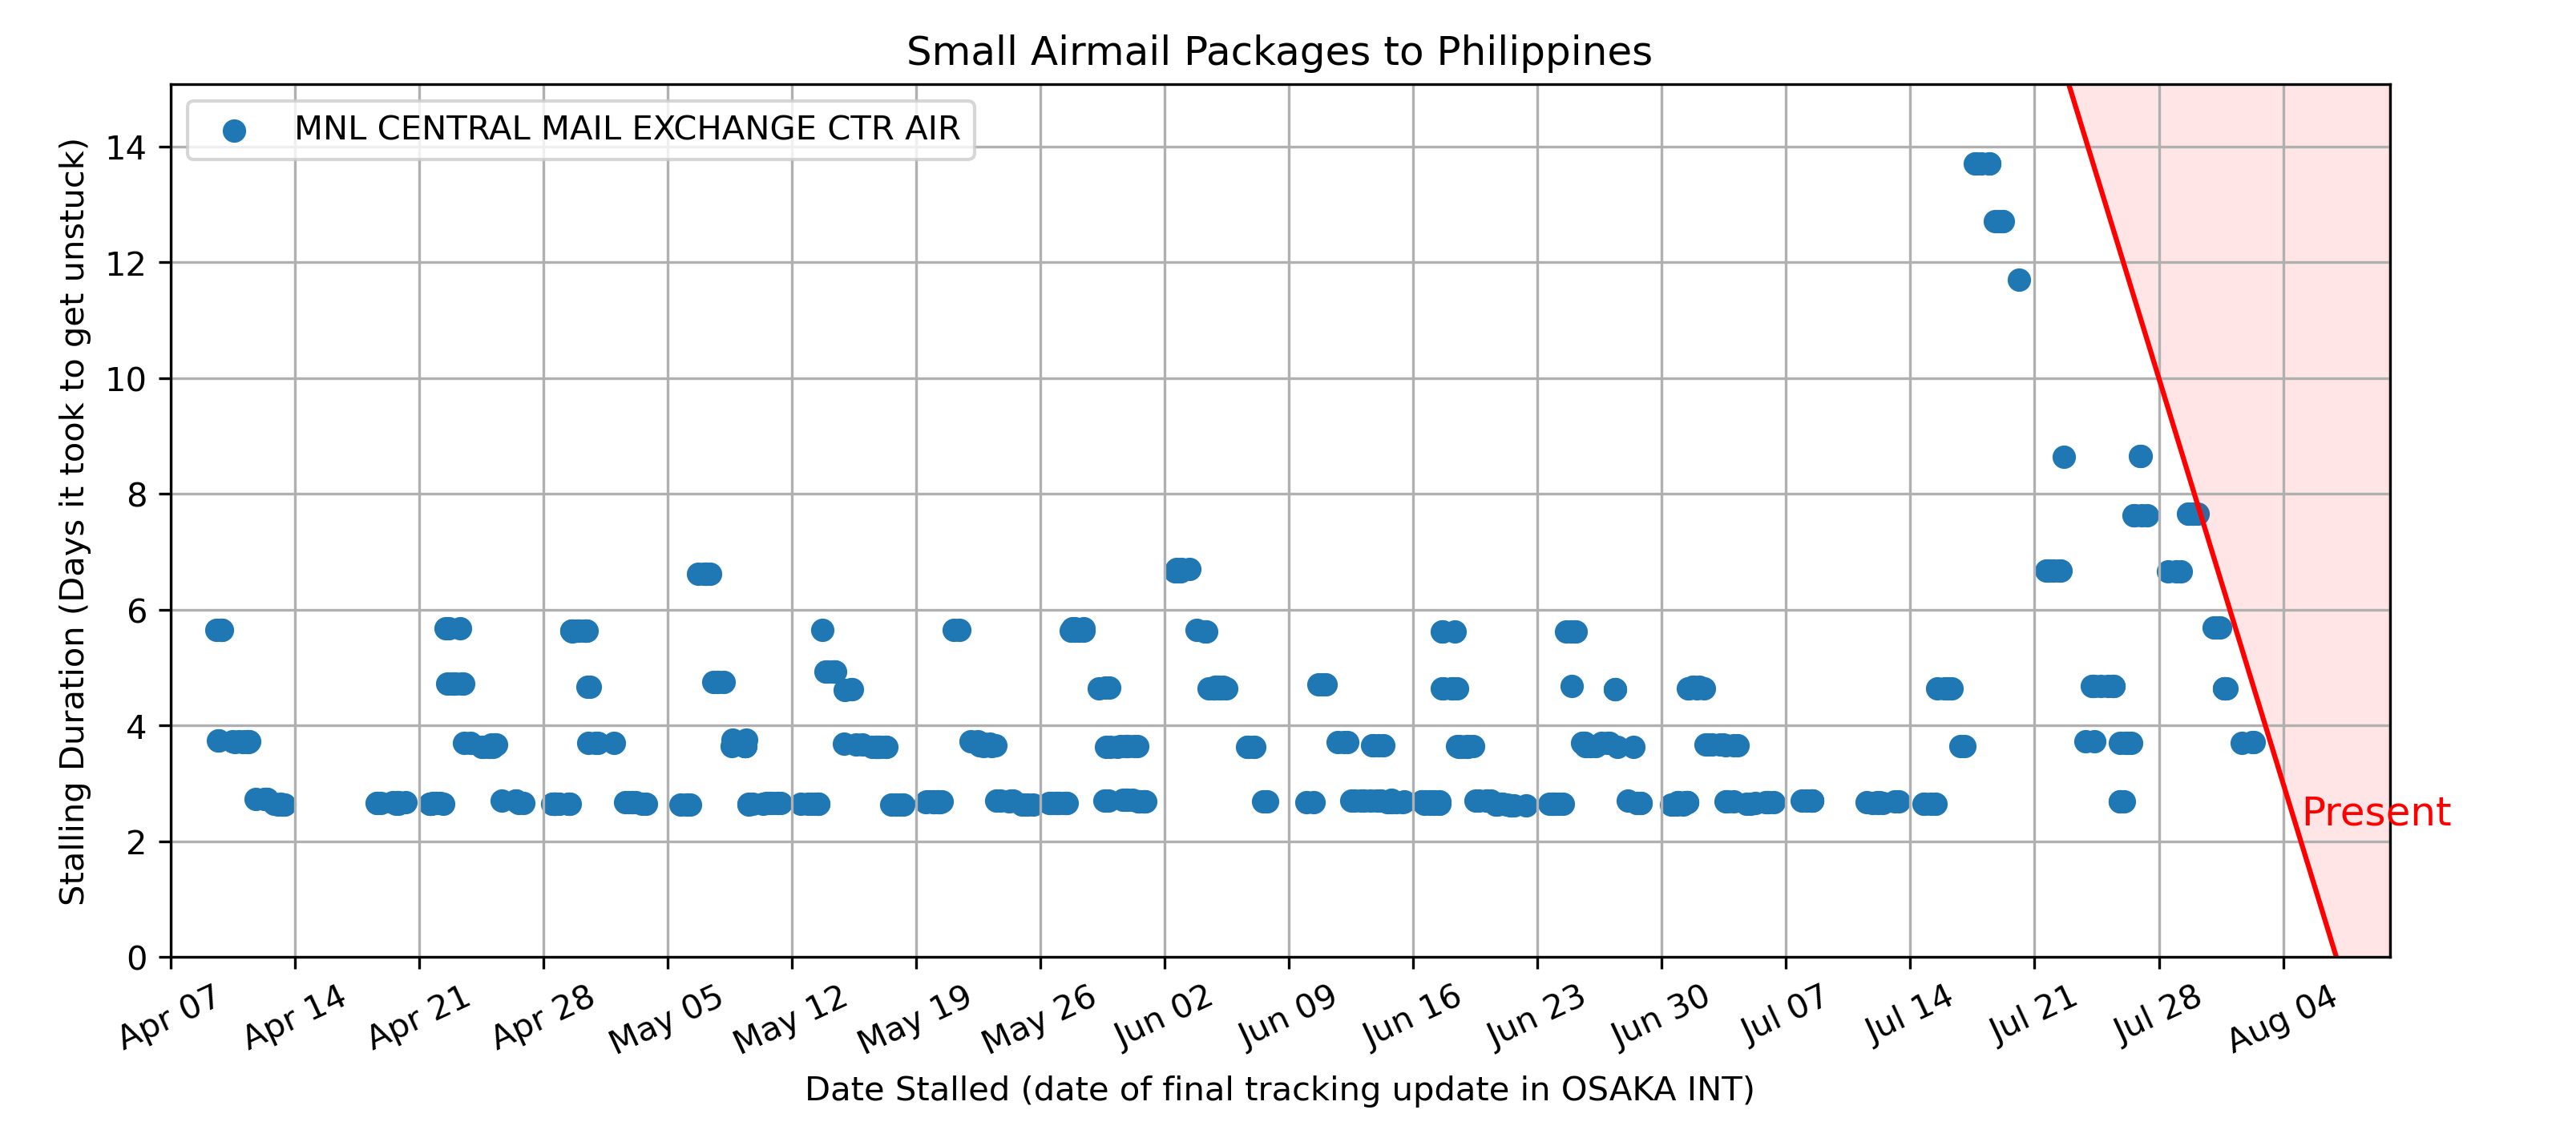 Small Airmail Packages to Philippines
MNL CENTRAL MAIL EXCHANGE CTR AIR
Stalling Duration (Days it took to get unstuck)
14
12
10
8
6
4
2
0
Present
Apr 07 Apr 14 Apr 21 Apr 28 May 05 May 12 May 19 May 26 Jun 02 Jun 09 Jun 16 Jun 23 Jun 30 Jul 07 Jul 14 Jul 21 Jul 28 Aug 04
Date Stalled (date of final tracking update in OSAKA INT)